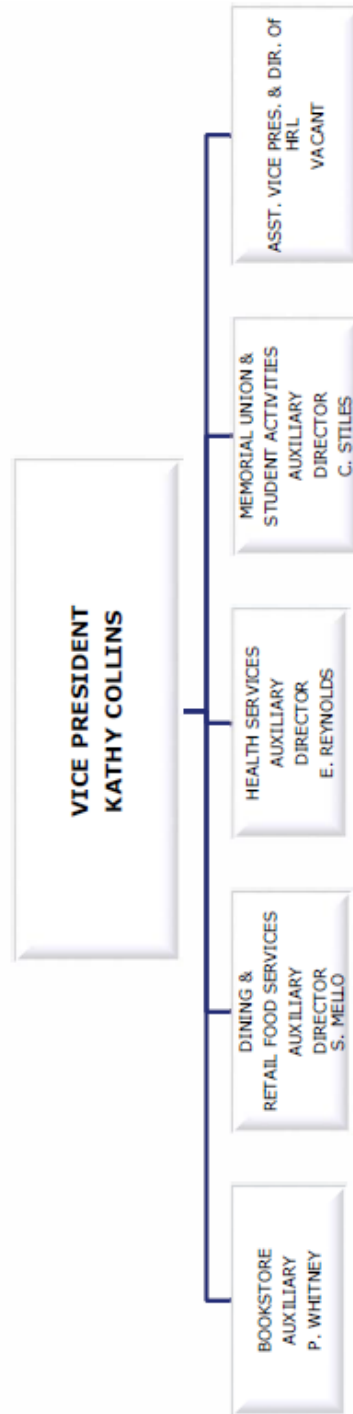 VICE PRESIDENT
KATHY COLLINS
BOOKSTORE
AUXILIARY
P. WHITNEY
DINING &
RETAIL FOOD SERVICES
AUXILIARY
DIRECTOR
S. MELLO
HEALTH SERVICES
AUXILIARY
DIRECTOR
E. REYNOLDS
MEMORIAL UNION &
STUDENT ACTIVITIES
AUXILIARY
DIRECTOR
C. STILES
ASST. VICE PRES. & DIR. Of
HRL
VACANT